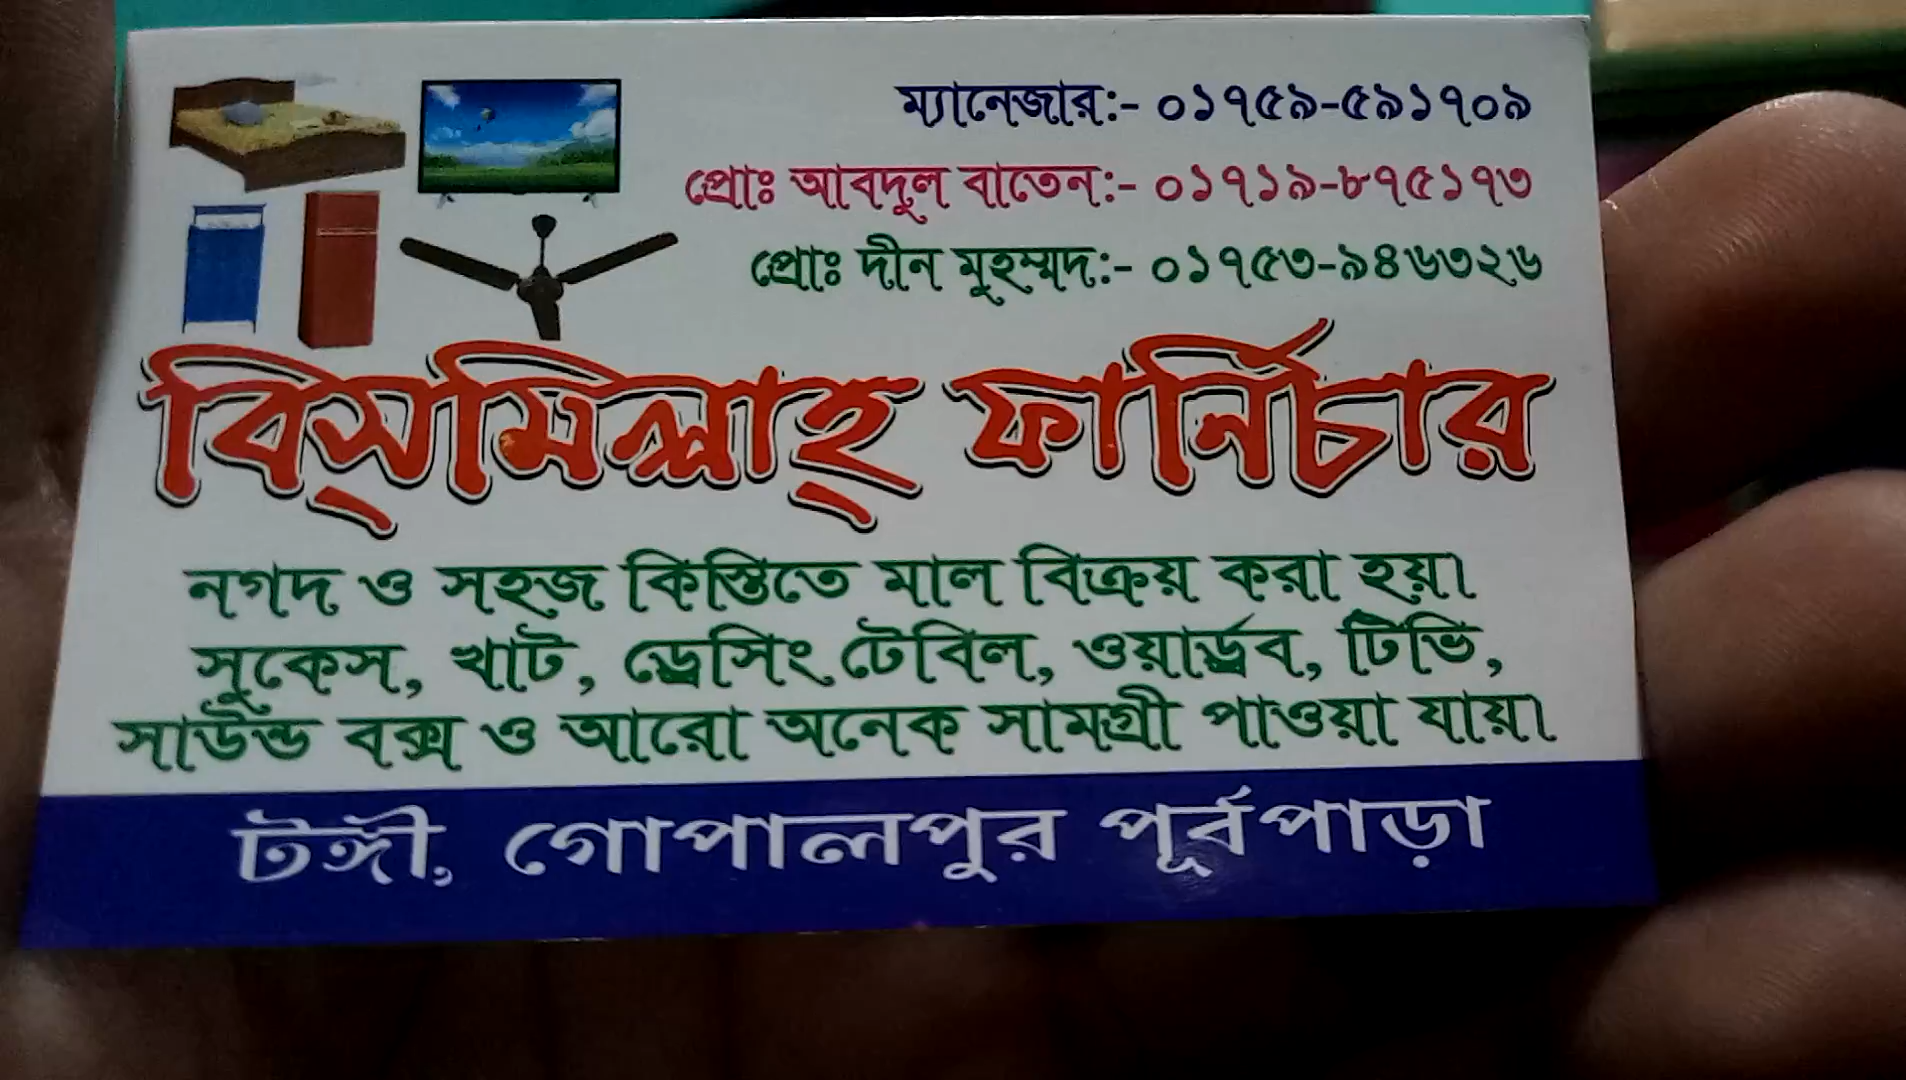 ম্যানেজার:- ০১৭৫৯-৫৯১৭০৯
প্রোঃ আবদুল বাতেন:- ০১৭১৯-৮৭৫১৭৩
প্রোঃ দীন মুহম্মদ:- ০১৭৫৩-৯৪৬৩২৬
বিস্‌মিল্লাহ্ ফার্নিচার
নগদ ও সহজ কিস্তিতে মাল বিক্রয় করা হয়।
সুকেস, খাট, ড্রেসিং টেবিল, ওয়ার্ড্রব, টিভি,
সাউন্ড বক্স ও আরো অনেক সামগ্রী পাওয়া যায়।
টঙ্গী, গোপালপুর পূর্বপাড়া